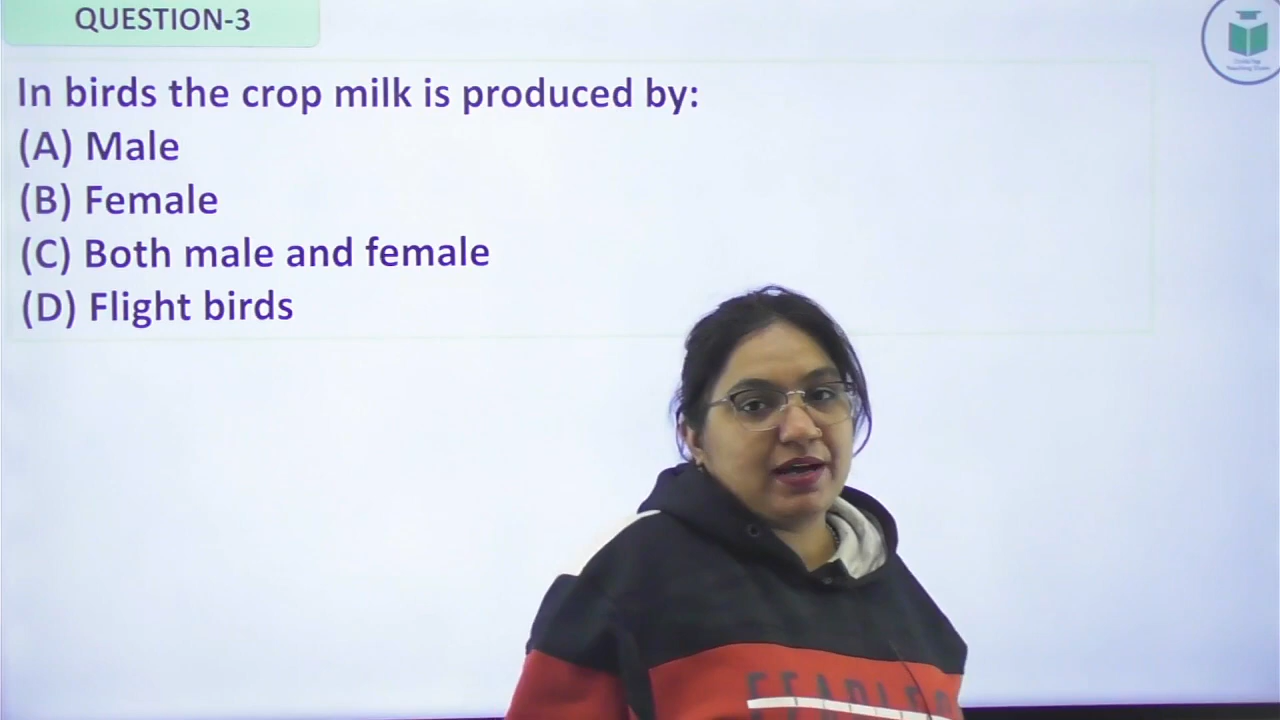 QUESTION-3
In birds the crop milk is produced by:
(A) Male
(B) Female
(C) Both male and female
(D) Flight birds